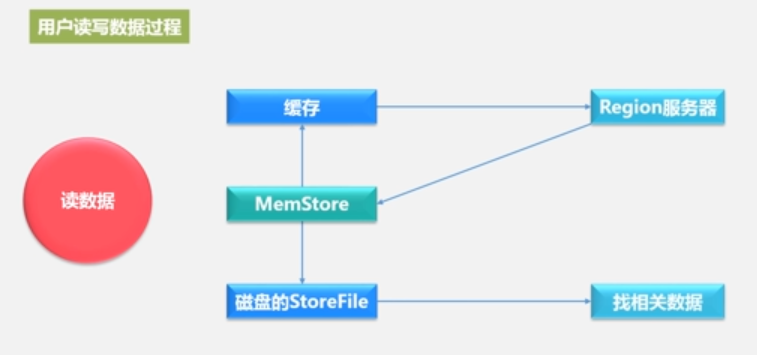 用户读写数据过程
缓存
Region服务器
读数据
MemStore
磁盘的StoreFile
找相关数据